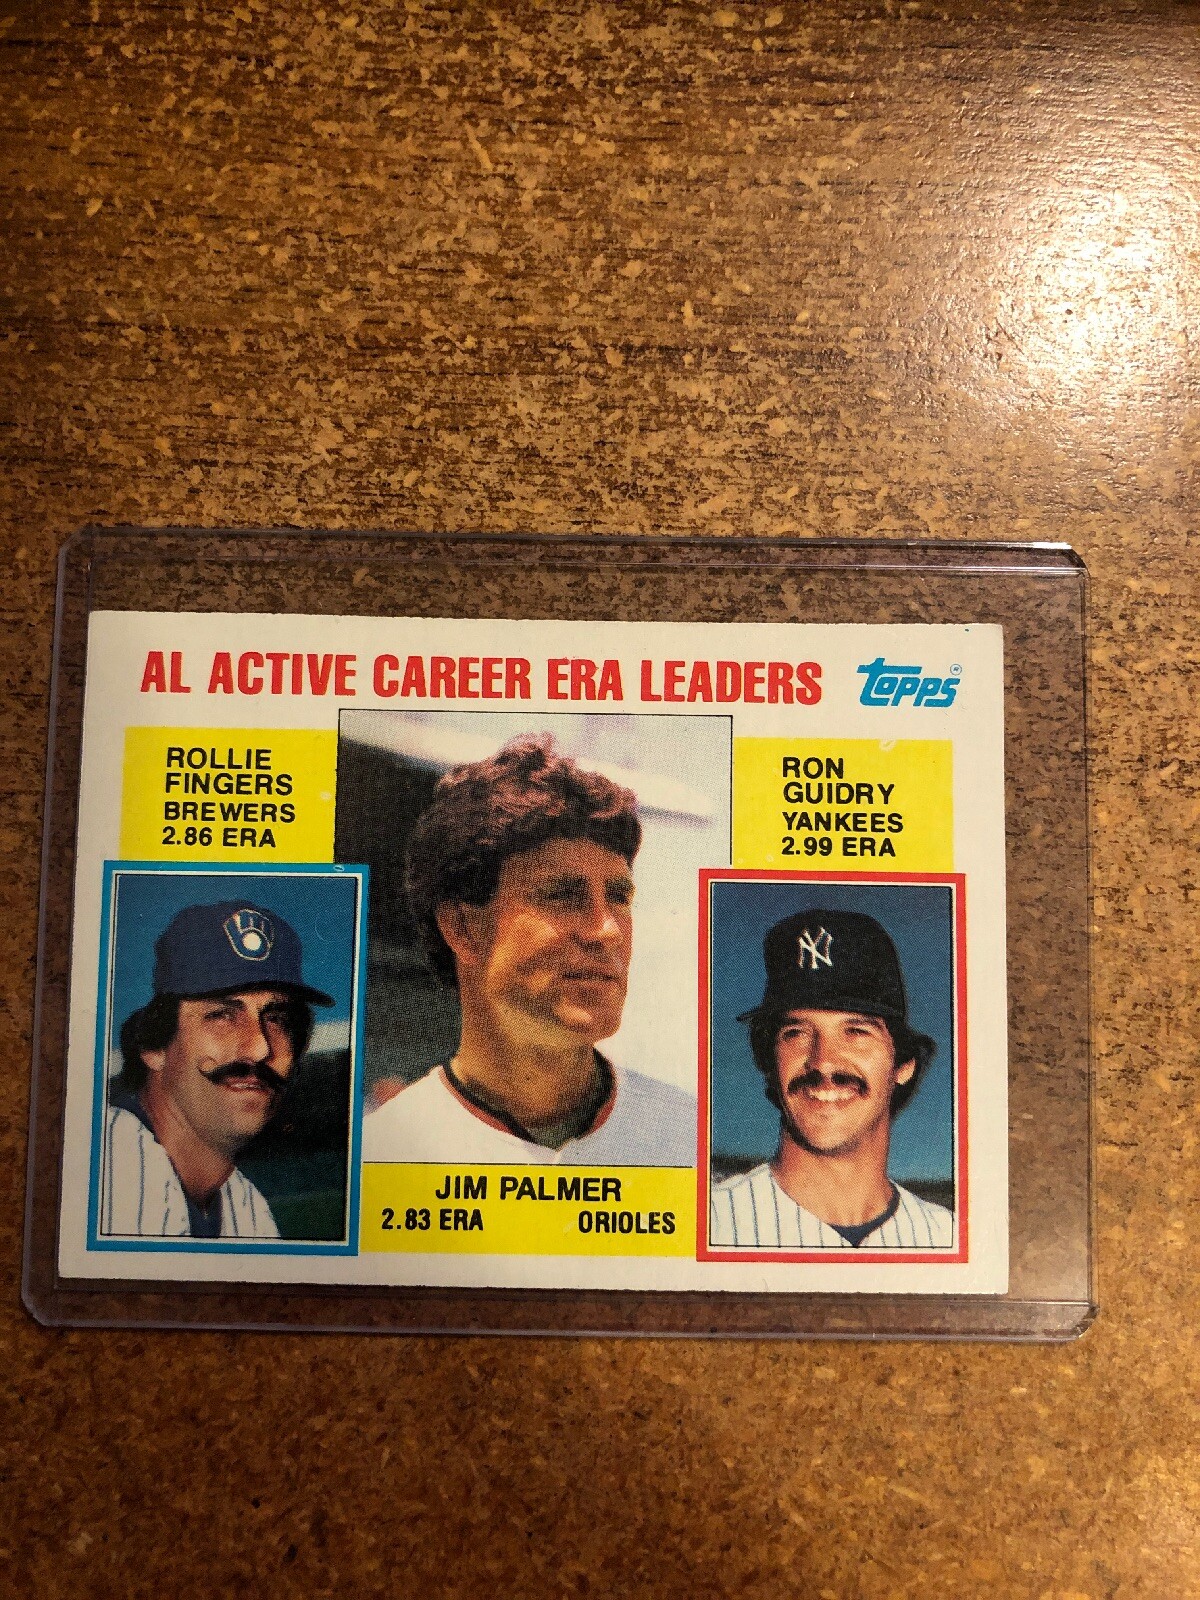 AL ACTIVE CAREER ERA LEADERS
topps®
ROLLIE
FINGERS
BREWERS
2.86 ERA
RON
GUIDRY
YANKEES
2.99 ERA
NY
JIM PALMER
2.83 ERA ORIOLES